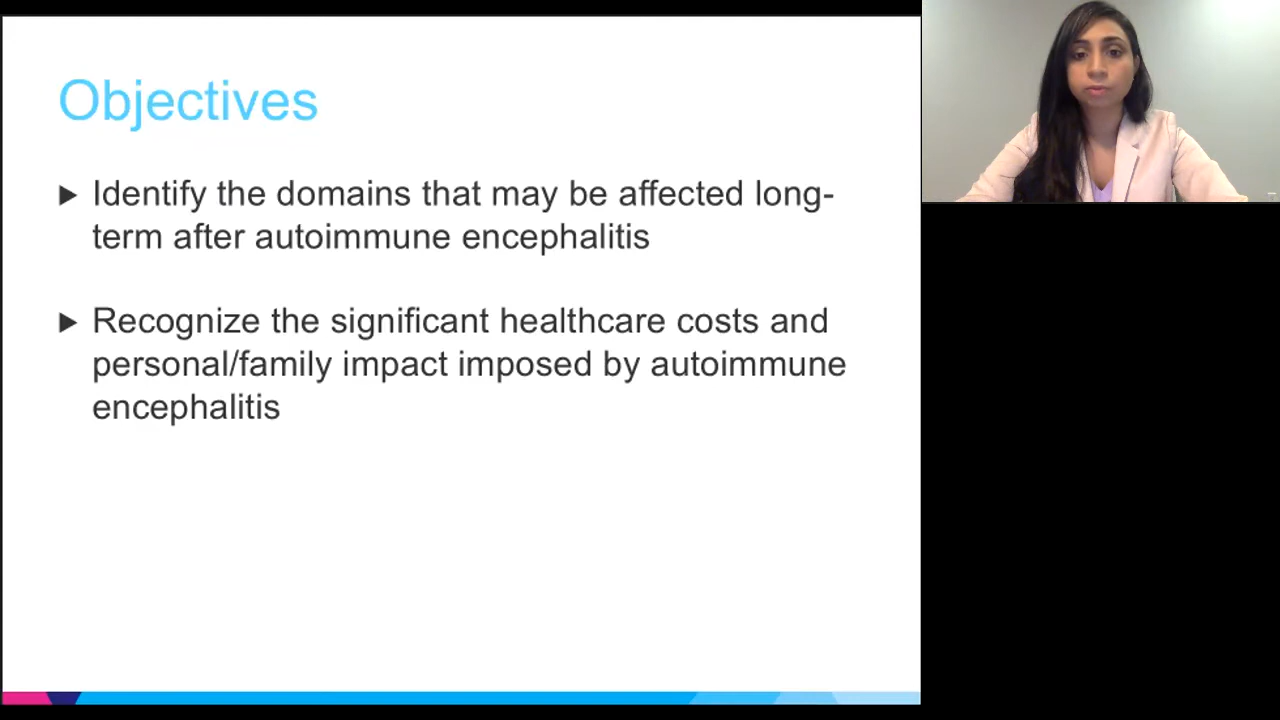 Objectives
▶ Identify the domains that may be affected long-
term after autoimmune encephalitis
▶ Recognize the significant healthcare costs and
personal/family impact imposed by autoimmune
encephalitis